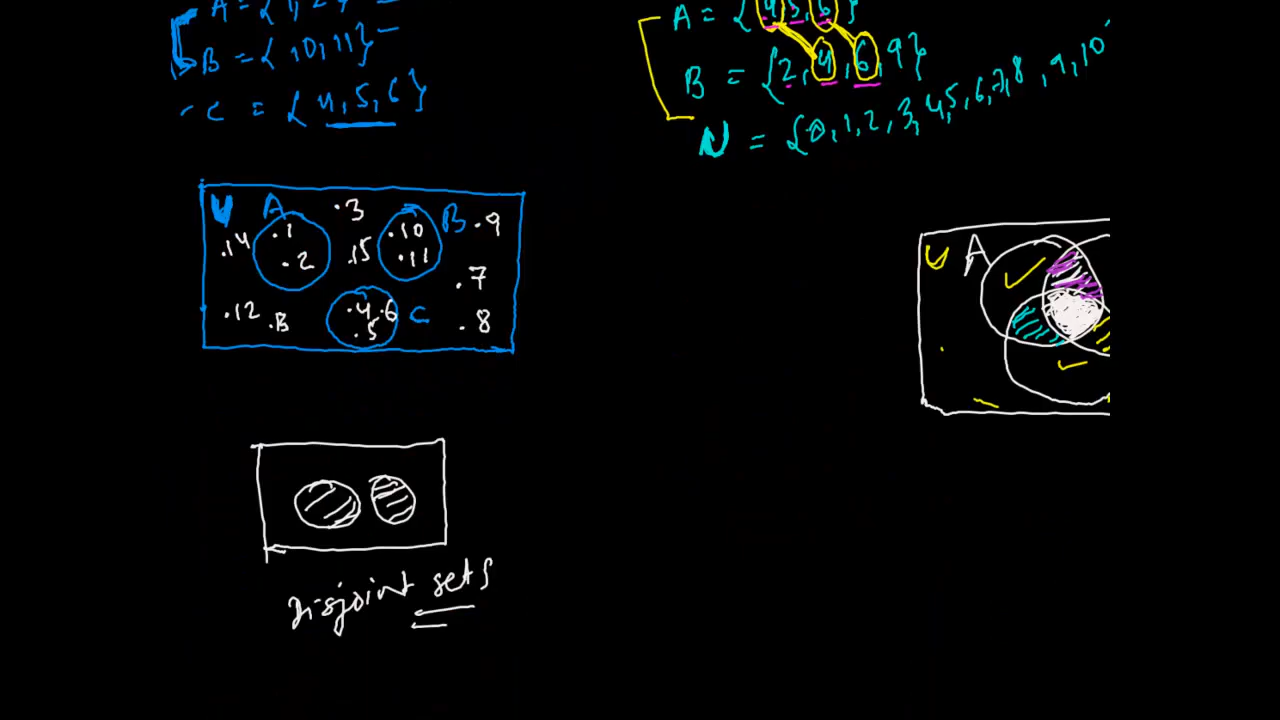 A = {1, 2}
B = {10, 11}
C = {4, 5, 6}
A = {4, 5, 6}
B = {2, 4, 6, 9}
N = {0, 1, 2, 3, 4, 5, 6, 7, 8, 9, 10
U A .3 B .9
.14 .1 .15 .10
.2 .11
.7
.12 .13 .4 .6 C .8
.5
U A
Disjoint sets